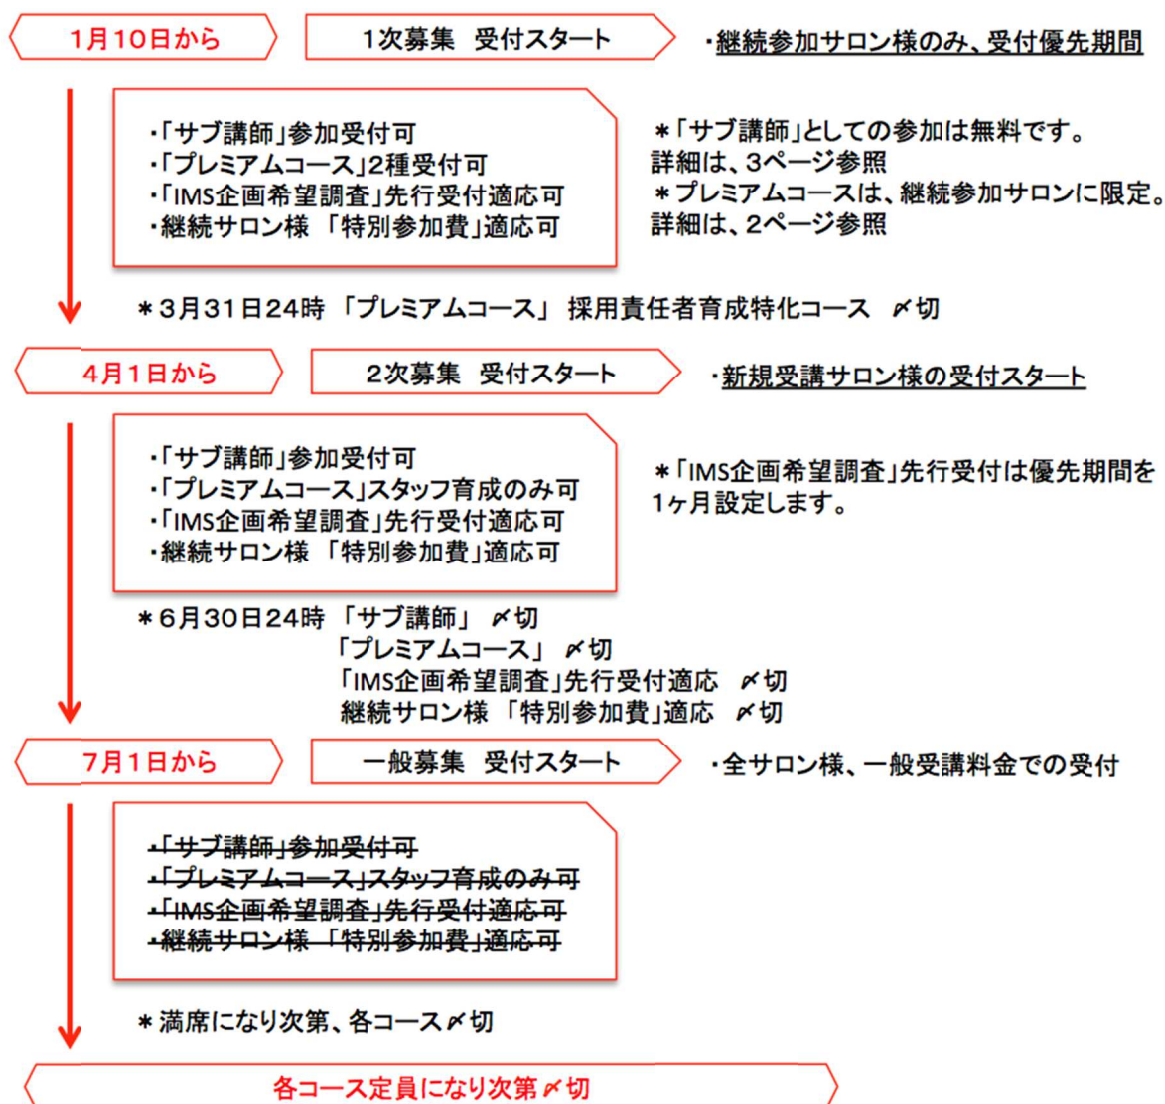 1月10日から
1次募集 受付スタート
・継続参加サロン様のみ、受付優先期間
・「サブ講師」参加受付可
・「プレミアムコース」2種受付可
・「IMS企画希望調査」先行受付適応可
・継続サロン様 「特別参加費」適応可
＊「サブ講師」としての参加は無料です。
詳細は、3ページ参照
＊プレミアムコースは、継続参加サロンに限定。
詳細は、2ページ参照
＊3月31日24時 「プレミアムコース」 採用責任者育成特化コース 〆切
4月1日から
2次募集 受付スタート
・新規受講サロン様の受付スタート
・「サブ講師」参加受付可
・「プレミアムコース」スタッフ育成のみ可
・「IMS企画希望調査」先行受付適応可
・継続サロン様 「特別参加費」適応可
＊「IMS企画希望調査」先行受付は優先期間を
1ヶ月設定します。
＊6月30日24時 「サブ講師」 〆切
「プレミアムコース」 〆切
「IMS企画希望調査」先行受付適応 〆切
継続サロン様 「特別参加費」適応 〆切
7月1日から
一般募集 受付スタート
・全サロン様、一般受講料金での受付
・「サブ講師」参加受付可
・「プレミアムコース」スタッフ育成のみ可
・「IMS企画希望調査」先行受付適応可
・継続サロン様 「特別参加費」適応可
＊満席になり次第、各コース〆切
各コース定員になり次第〆切